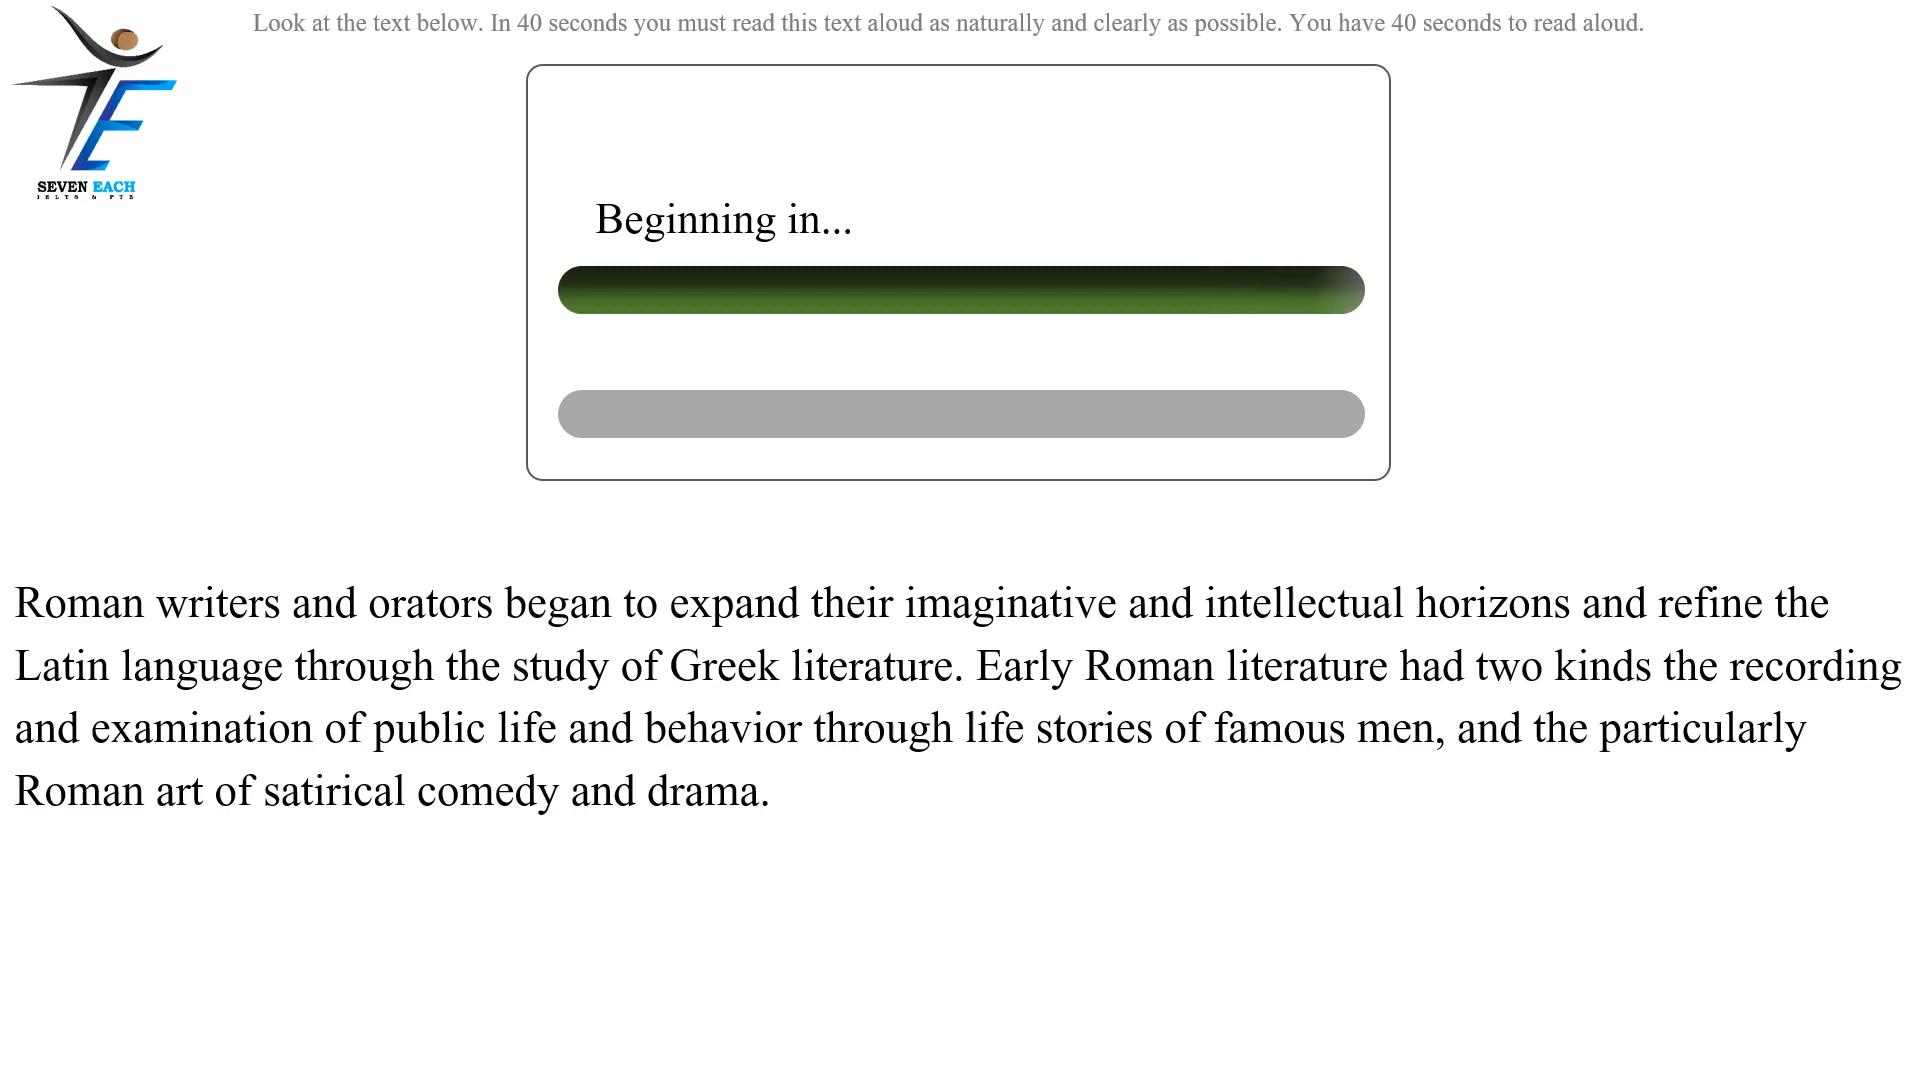 Look at the text below. In 40 seconds you must read this text aloud as naturally and clearly as possible. You have 40 seconds to read aloud.
SEVEN EACH
IELTS & PTE
Beginning in...
Roman writers and orators began to expand their imaginative and intellectual horizons and refine the
Latin language through the study of Greek literature. Early Roman literature had two kinds the recording
and examination of public life and behavior through life stories of famous men, and the particularly
Roman art of satirical comedy and drama.